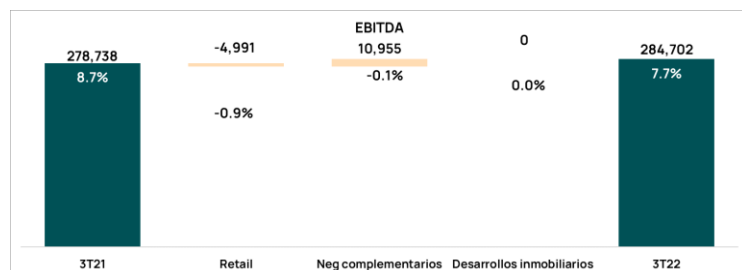 EBITDA
278,738
8.7%
-4,991
-0.9%
10,955
-0.1%
0
0.0%
284,702
7.7%
3T21
Retail
Neg complementarios
Desarrollos inmobiliarios
3T22